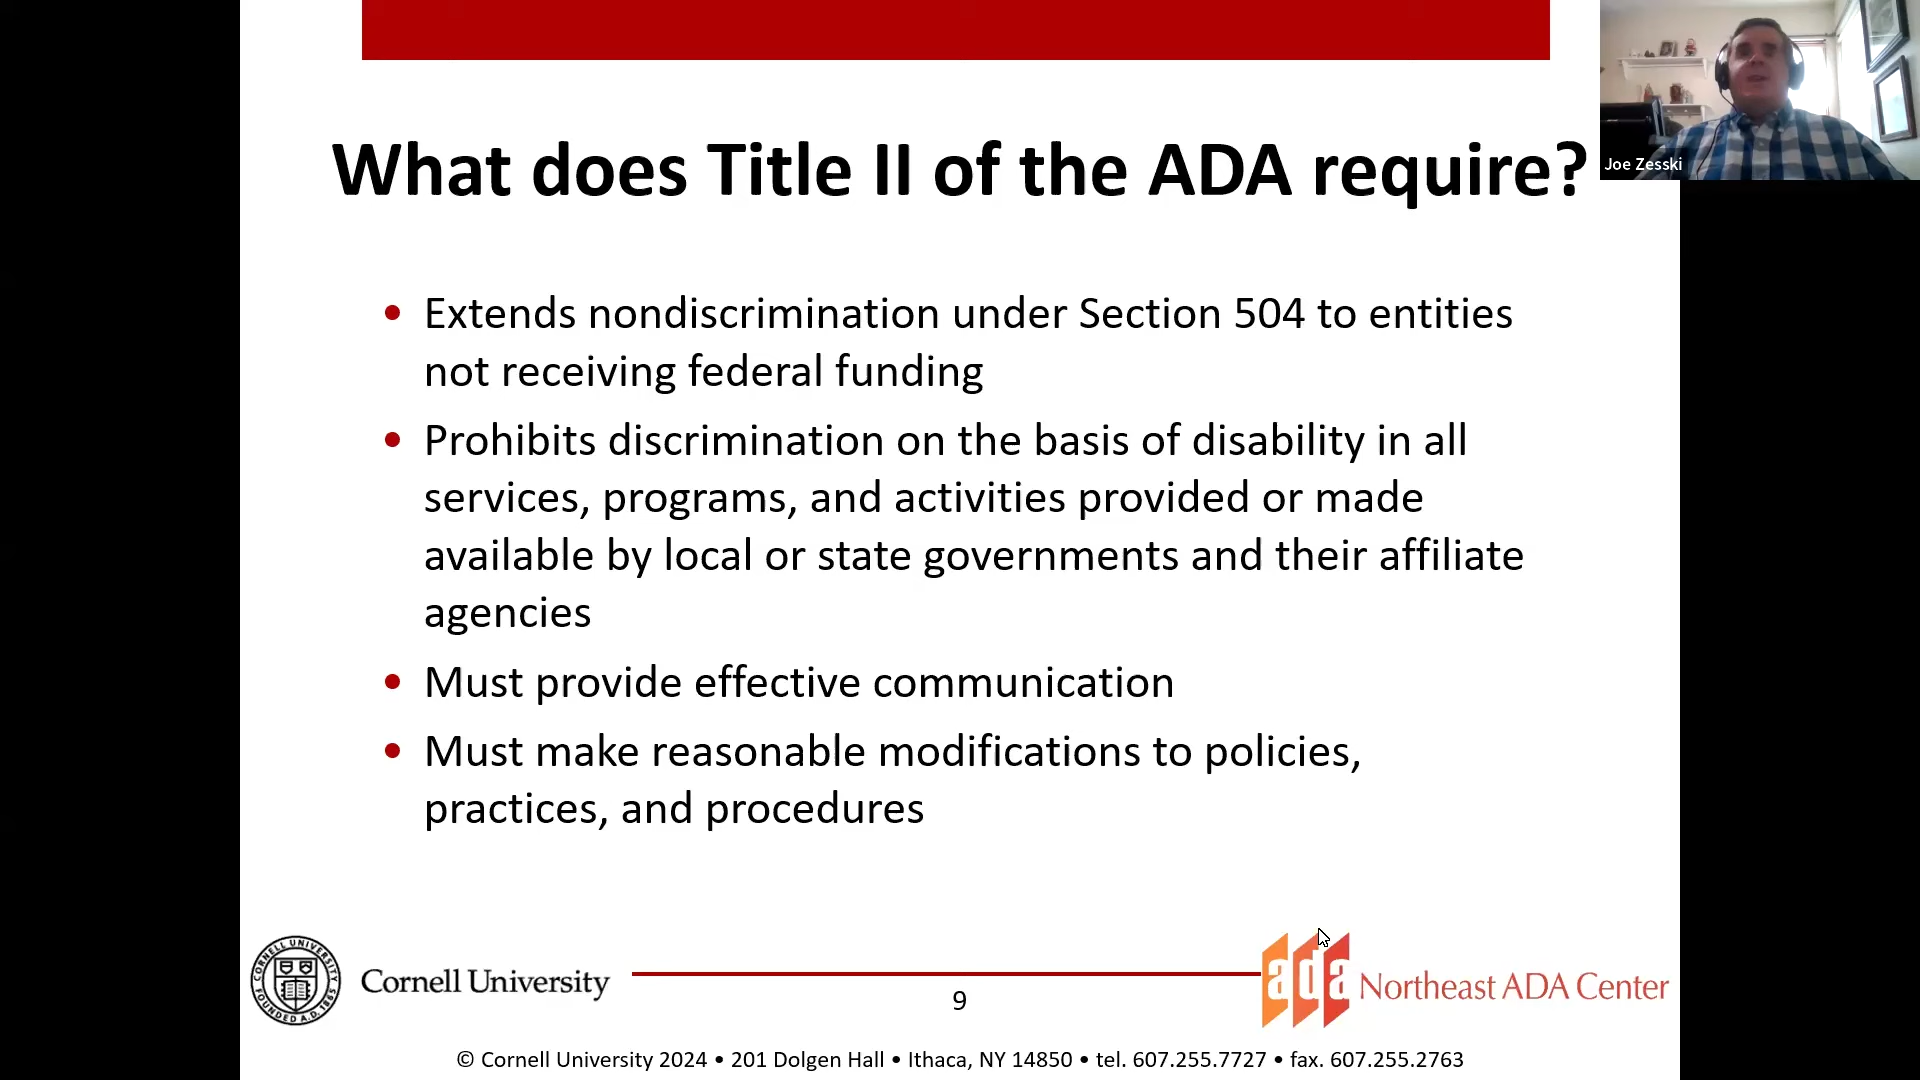 What does Title II of the ADA require?
Joe Zesski
• Extends nondiscrimination under Section 504 to entities
not receiving federal funding
• Prohibits discrimination on the basis of disability in all
services, programs, and activities provided or made
available by local or state governments and their affiliate
agencies
• Must provide effective communication
• Must make reasonable modifications to policies,
practices, and procedures
CORNELL UNIVERSITY
FOUNDED A.D. 1865
Cornell University
9
ada
Northeast ADA Center
© Cornell University 2024 • 201 Dolgen Hall • Ithaca, NY 14850 • tel. 607.255.7727 • fax. 607.255.2763